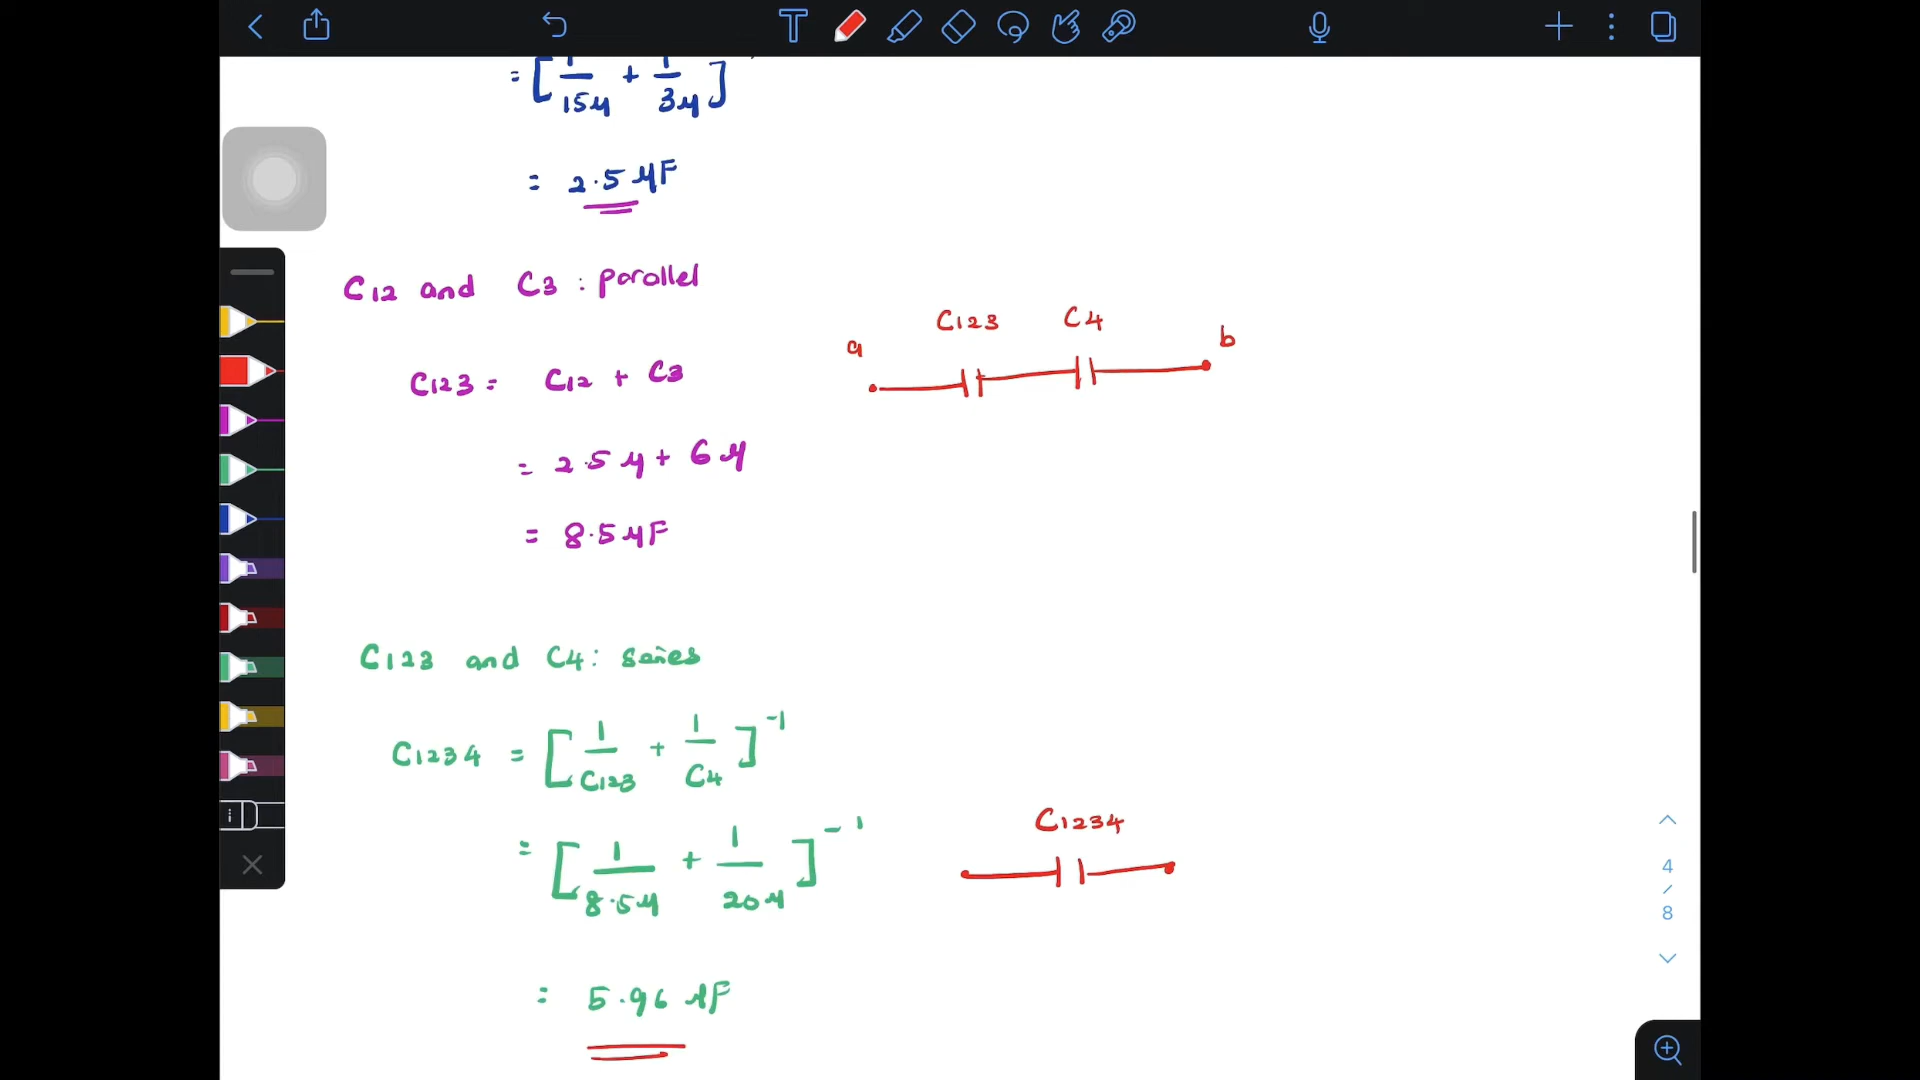 = [ 1/15μ + 1/3μ ]
= 2.5 μF
C12 and C3 : parallel
C123 C4
a b
C123 = C12 + C3
= 2.5 μ + 6 μ
= 8.5 μF
C123 and C4 : series
C1234 = [ 1/C123 + 1/C4 ]⁻¹
C1234
= [ 1/8.5μ + 1/20μ ]⁻¹
= 5.96 μF
4
/
8